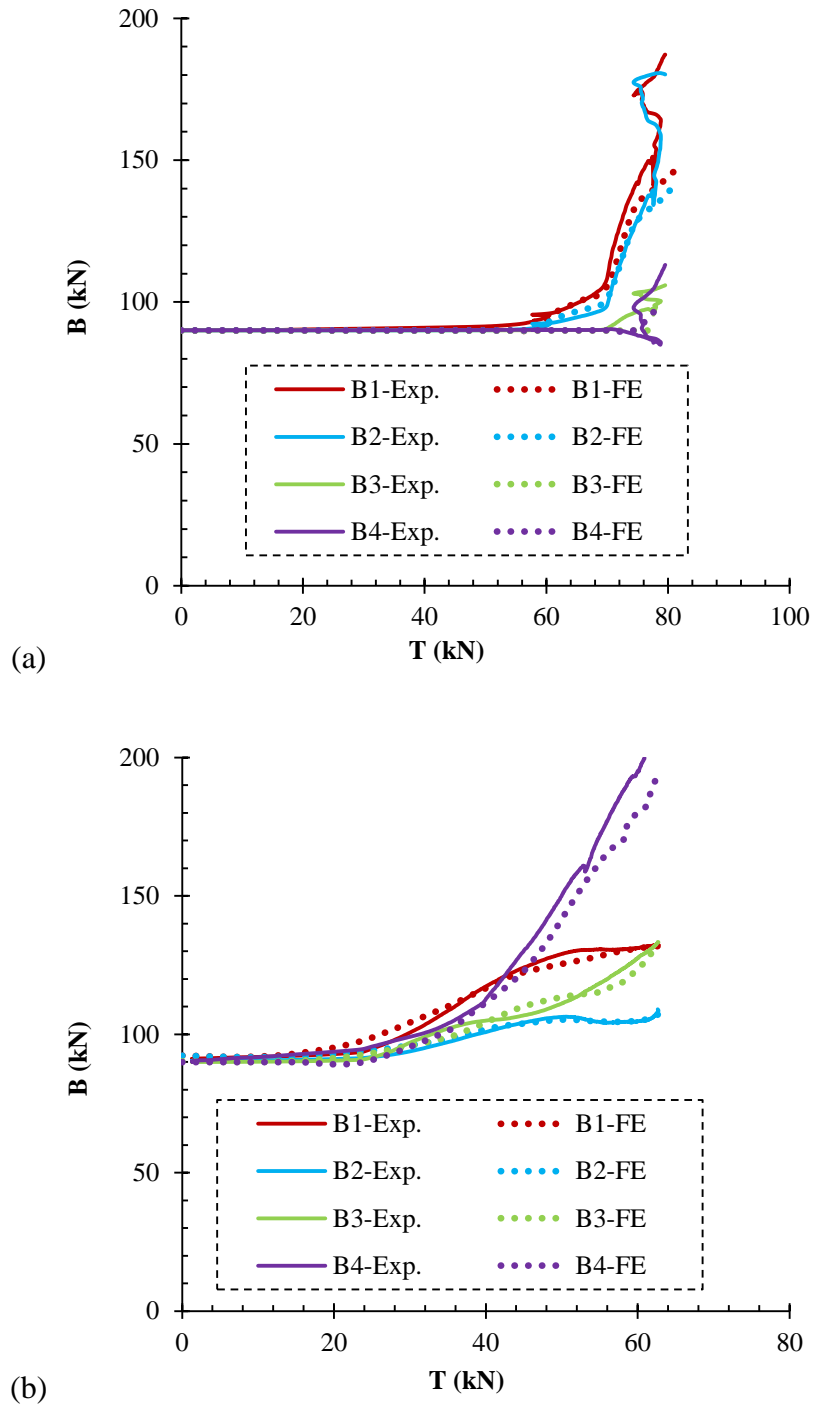 200
150
100
50
0
B (kN)
B1-Exp. B1-FE
B2-Exp. B2-FE
B3-Exp. B3-FE
B4-Exp. B4-FE
0 20 40 60 80 100
T (kN)
(a)
200
150
100
50
0
B (kN)
B1-Exp. B1-FE
B2-Exp. B2-FE
B3-Exp. B3-FE
B4-Exp. B4-FE
0 20 40 60 80
T (kN)
(b)